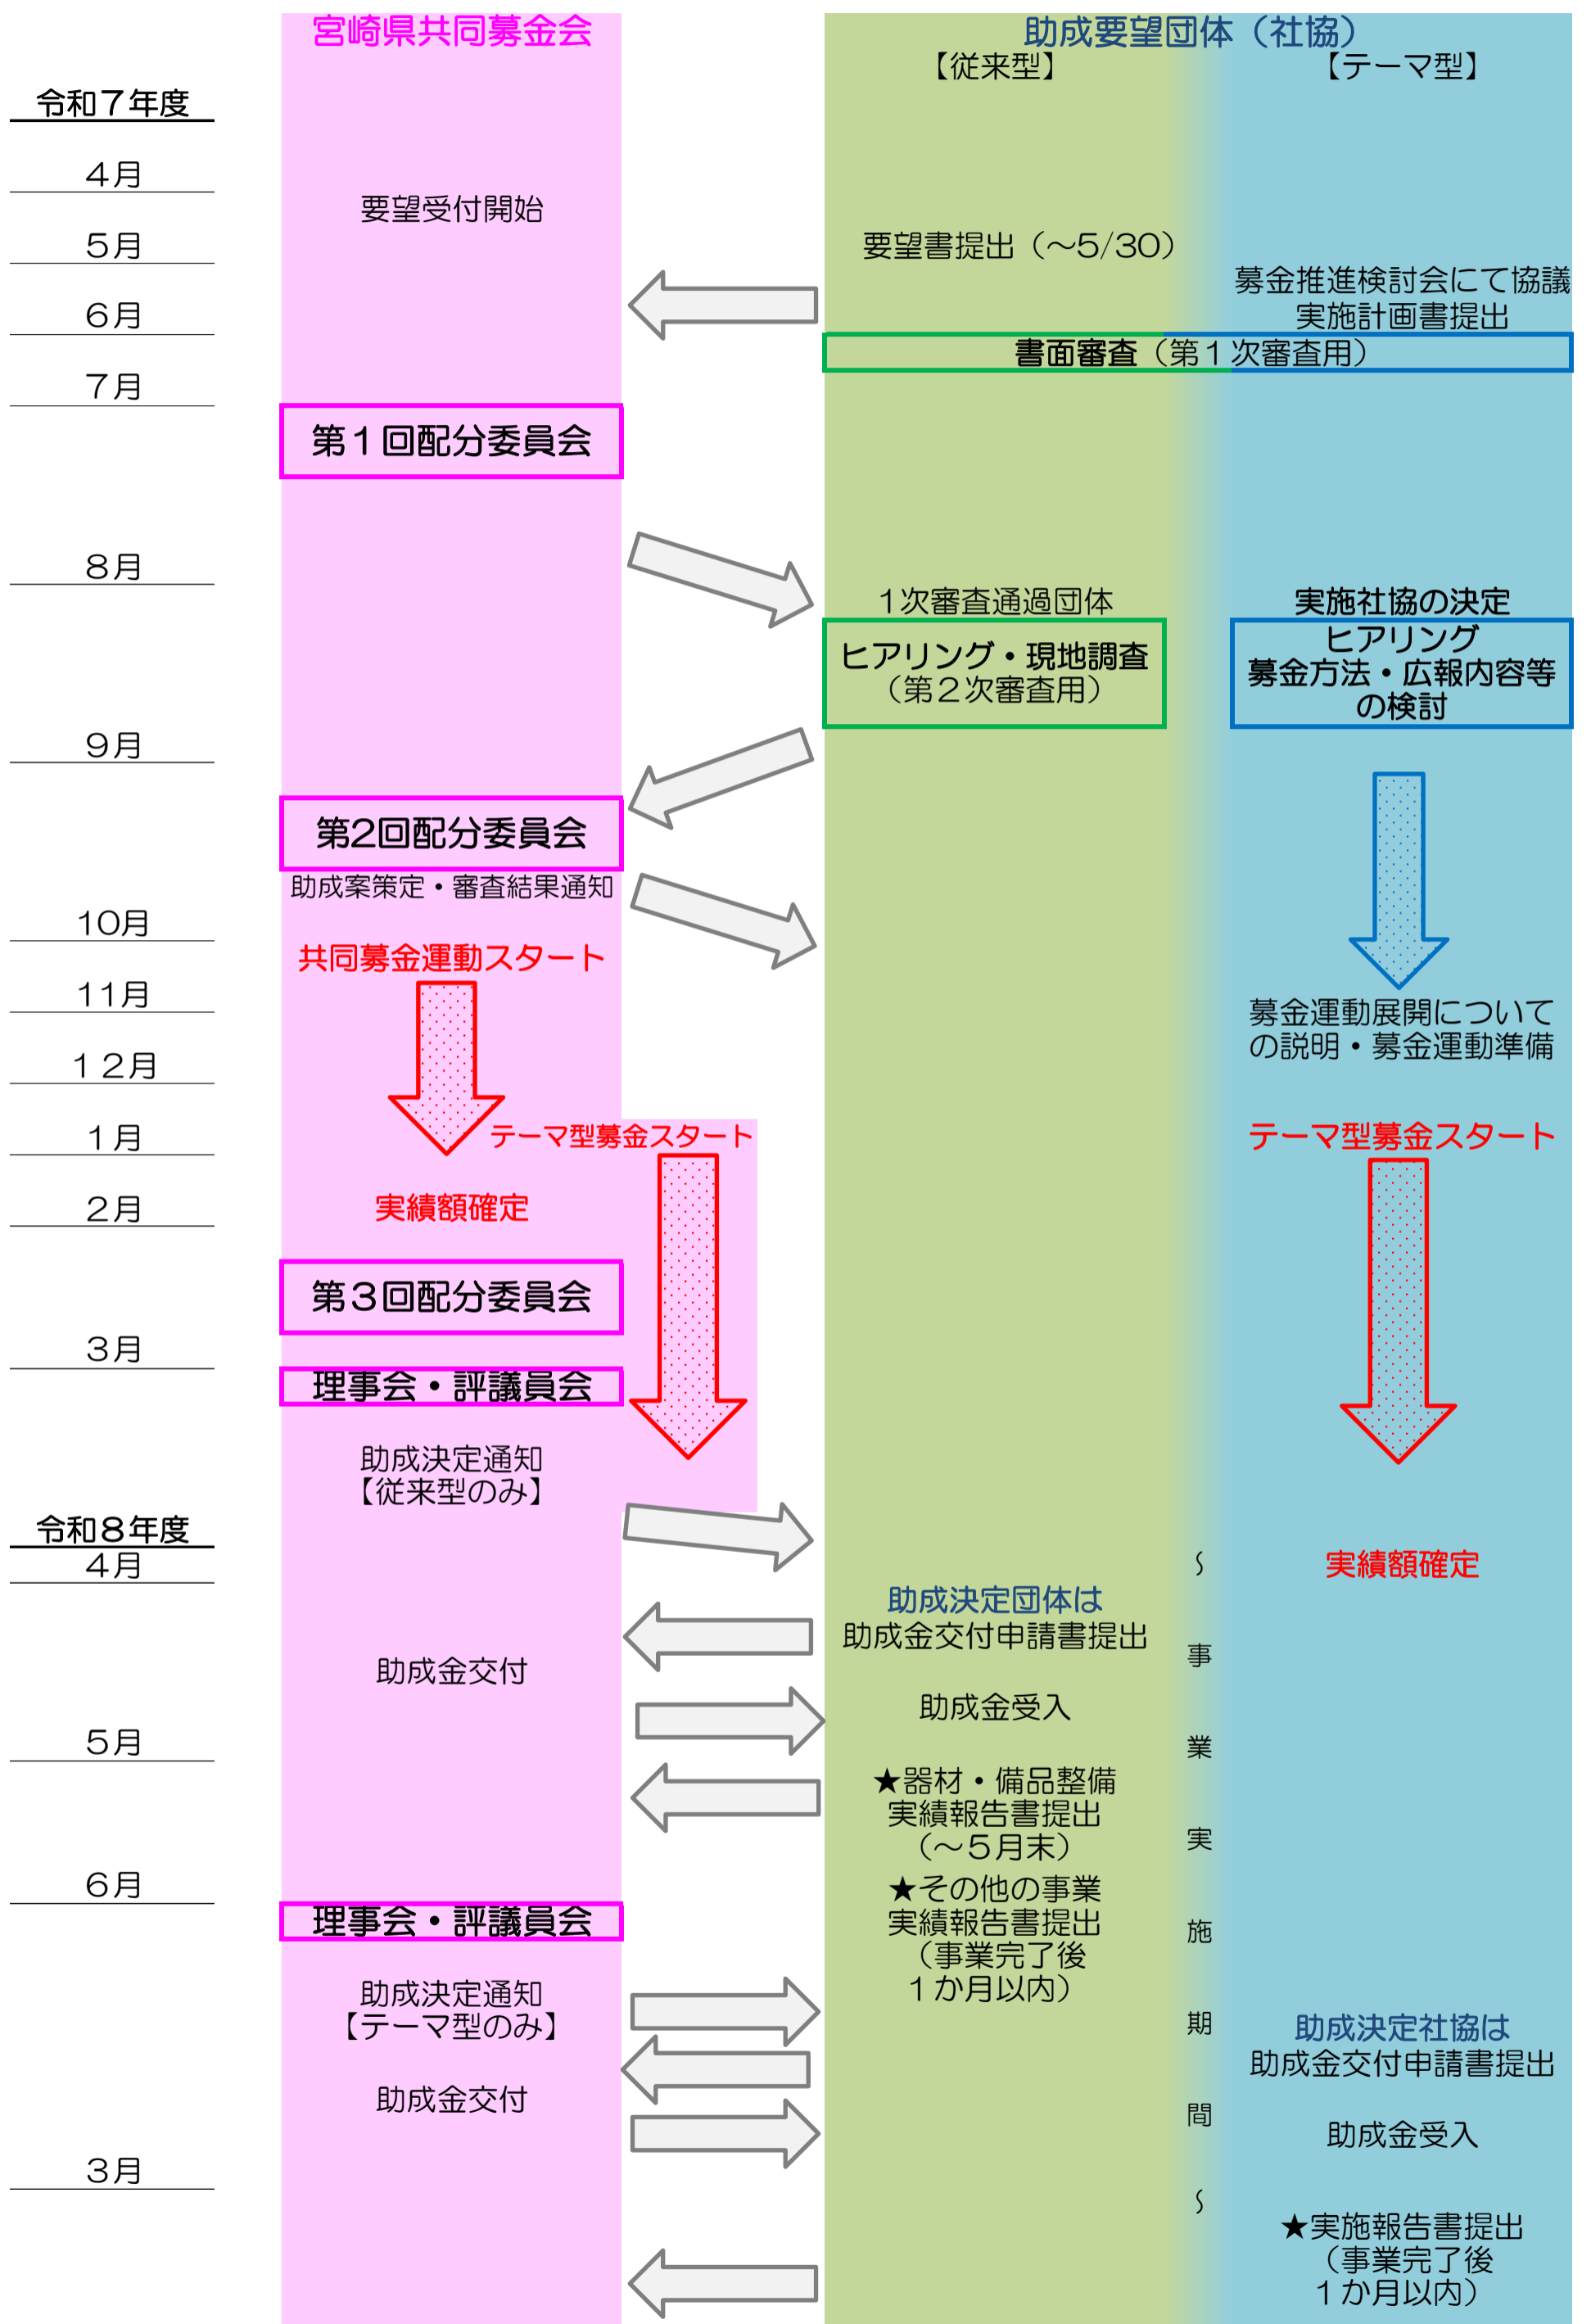 宮崎県共同募金会
助成要望団体（社協）
【従来型】
【テーマ型】
令和７年度
４月
要望受付開始
５月
要望書提出（～5/30）
募金推進検討会にて協議
実施計画書提出
６月
書面審査（第１次審査用）
７月
第１回配分委員会
８月
1次審査通過団体
実施社協の決定
ヒアリング・現地調査
（第２次審査用）
ヒアリング
募金方法・広報内容等
の検討
９月
第2回配分委員会
助成案策定・審査結果通知
10月
共同募金運動スタート
11月
募金運動展開について
の説明・募金運動準備
１２月
１月
テーマ型募金スタート
テーマ型募金スタート
２月
実績額確定
第３回配分委員会
３月
理事会・評議員会
助成決定通知
【従来型のみ】
令和８年度
４月
実績額確定
助成決定団体は
助成金交付申請書提出
助成金交付
助成金受入
５月
★器材・備品整備
実績報告書提出
（～５月末）
６月
★その他の事業
実績報告書提出
（事業完了後
１か月以内）
理事会・評議員会
～事業実施期間～
助成決定通知
【テーマ型のみ】
助成決定社協は
助成金交付申請書提出
助成金交付
助成金受入
３月
★実施報告書提出
（事業完了後
１か月以内）